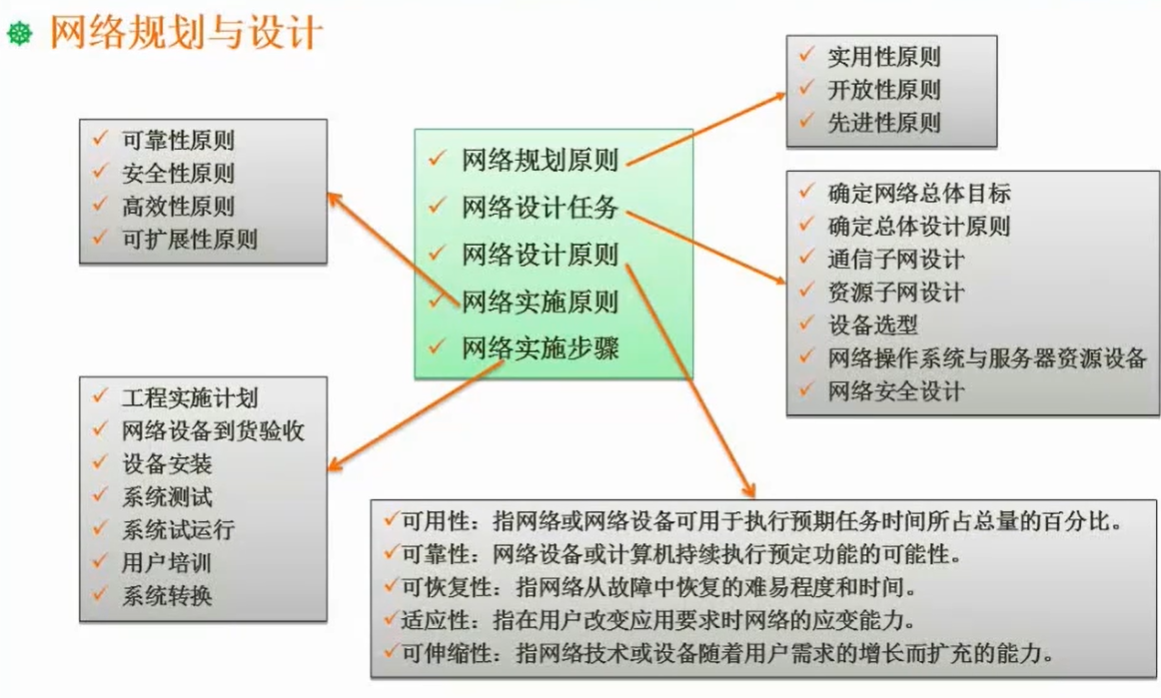 网络规划与设计
✓ 实用性原则
✓ 开放性原则
✓ 先进性原则
✓ 可靠性原则
✓ 安全性原则
✓ 高效性原则
✓ 可扩展性原则
✓ 网络规划原则
✓ 网络设计任务
✓ 网络设计原则
✓ 网络实施原则
✓ 网络实施步骤
✓ 确定网络总体目标
✓ 确定总体设计原则
✓ 通信子网设计
✓ 资源子网设计
✓ 设备选型
✓ 网络操作系统与服务器资源设备
✓ 网络安全设计
✓ 工程实施计划
✓ 网络设备到货验收
✓ 设备安装
✓ 系统测试
✓ 系统试运行
✓ 用户培训
✓ 系统转换
✓可用性：指网络或网络设备可用于执行预期任务时间所占总量的百分比。
✓可靠性：网络设备或计算机持续执行预定功能的可能性。
✓可恢复性：指网络从故障中恢复的难易程度和时间。
✓适应性：指在用户改变应用要求时网络的应变能力。
✓可伸缩性：指网络技术或设备随着用户需求的增长而扩充的能力。